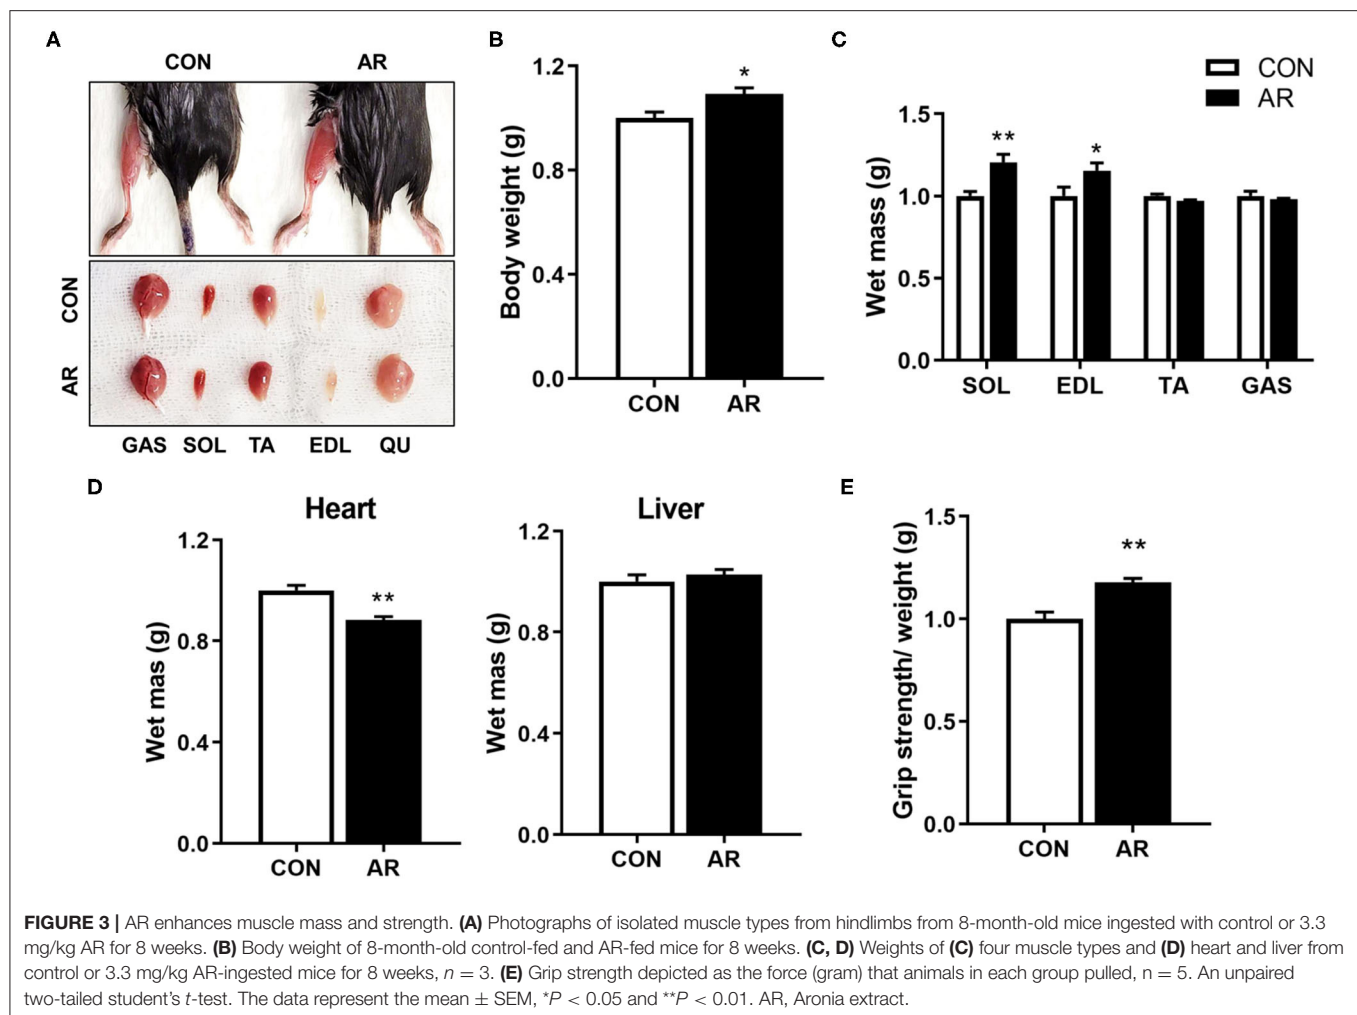 (A)
CON AR
CON
AR
GAS SOL TA EDL QU
(B)
Body weight (g)
1.2
0.8
0.4
0.0
*
CON AR
(C)
CON
AR
Wet mass (g)
1.5
1.0
0.5
0.0
** *
SOL EDL TA GAS
(D)
Heart
Wet mas (g)
1.2
0.8
0.4
0.0
**
CON AR
Liver
Wet mas (g)
1.2
0.8
0.4
0.0
CON AR
(E)
Grip strength/ weight (g)
1.5
1.0
0.5
0.0
**
CON AR
FIGURE 3 | AR enhances muscle mass and strength. (A) Photographs of isolated muscle types from hindlimbs from 8-month-old mice ingested with control or 3.3
mg/kg AR for 8 weeks. (B) Body weight of 8-month-old control-fed and AR-fed mice for 8 weeks. (C, D) Weights of (C) four muscle types and (D) heart and liver from
control or 3.3 mg/kg AR-ingested mice for 8 weeks, n = 3. (E) Grip strength depicted as the force (gram) that animals in each group pulled, n = 5. An unpaired
two-tailed student's t-test. The data represent the mean ± SEM, *P < 0.05 and **P < 0.01. AR, Aronia extract.